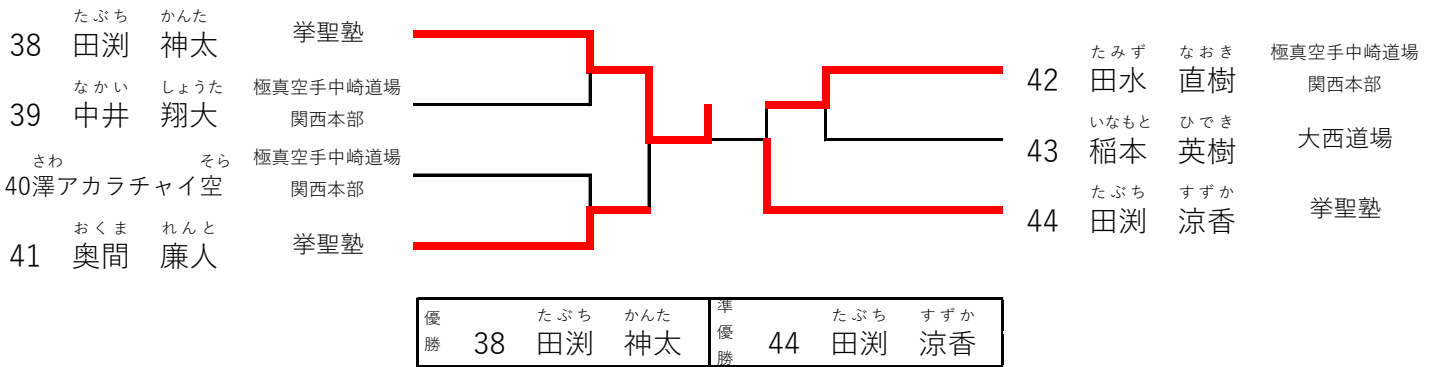 たぶち かんた
38 田渕 神太 挙聖塾
なかい しょうた 極真空手中崎道場
39 中井 翔大 関西本部
さわ そら 極真空手中崎道場
40澤アカラチャイ空 関西本部
おくま れんと
41 奥間 廉人 挙聖塾
たみず なおき 極真空手中崎道場
42 田水 直樹 関西本部
いなもと ひでき
43 稲本 英樹 大西道場
たぶち すずか
44 田渕 涼香 挙聖塾
優勝 たぶち かんた
38 田渕 神太
準優勝 たぶち すずか
44 田渕 涼香